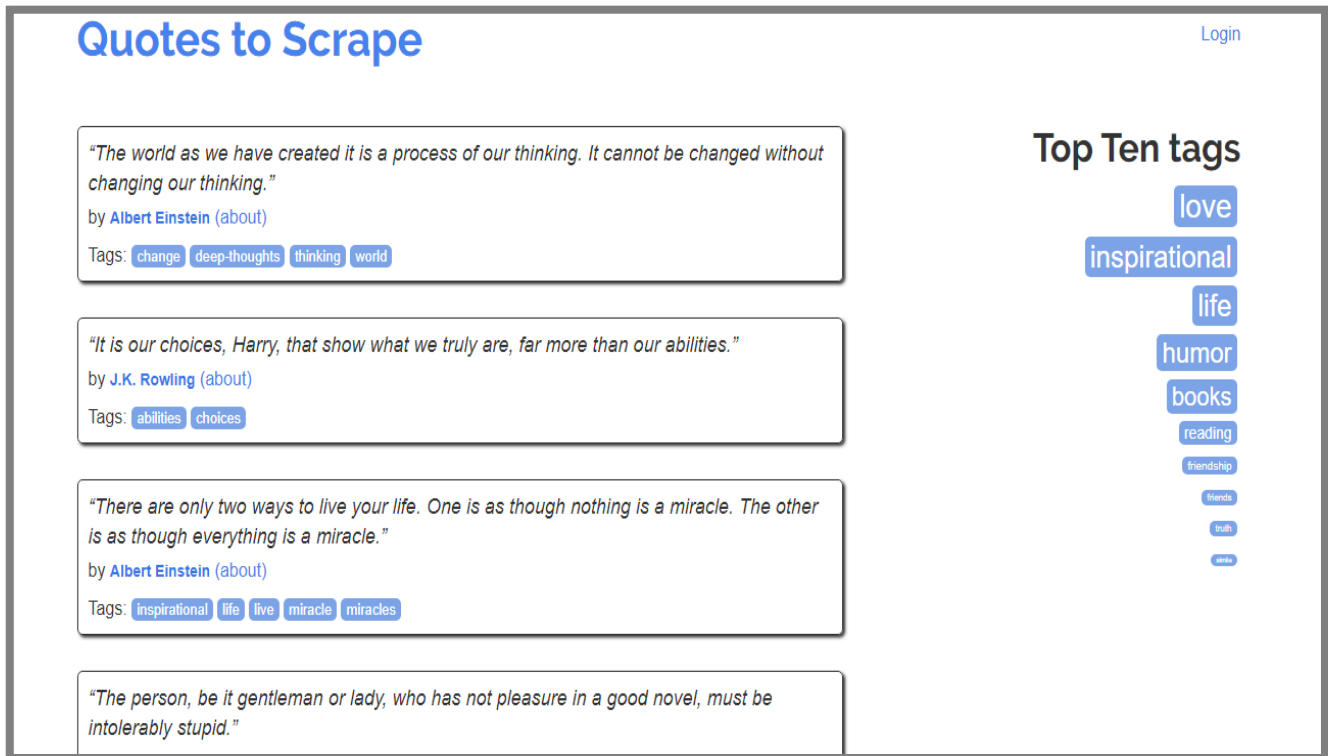 Quotes to Scrape
Login
“The world as we have created it is a process of our thinking. It cannot be changed without
changing our thinking.”
by Albert Einstein (about)
Tags: change deep-thoughts thinking world
“It is our choices, Harry, that show what we truly are, far more than our abilities.”
by J.K. Rowling (about)
Tags: abilities choices
“There are only two ways to live your life. One is as though nothing is a miracle. The other
is as though everything is a miracle.”
by Albert Einstein (about)
Tags: inspirational life live miracle miracles
“The person, be it gentleman or lady, who has not pleasure in a good novel, must be
intolerably stupid.”
Top Ten tags
love
inspirational
life
humor
books
reading
friendship
friends
truth
simile